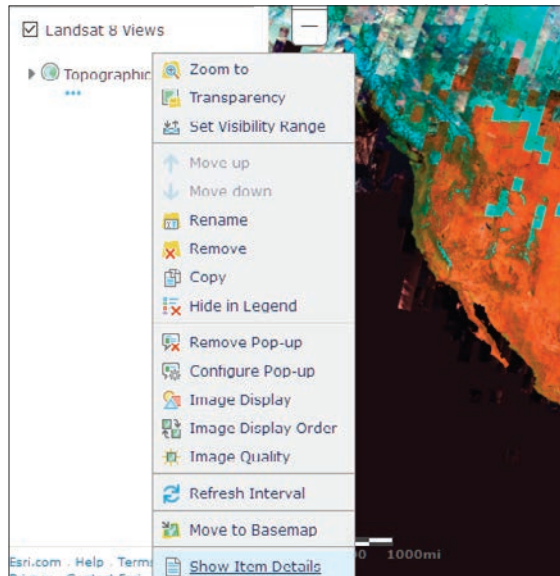 Landsat 8 Views
Topographic
Zoom to
Transparency
Set Visibility Range
Move up
Move down
Rename
Remove
Copy
Hide in Legend
Remove Pop-up
Configure Pop-up
Image Display
Image Display Order
Image Quality
Refresh Interval
Move to Basemap
1000mi
Show Item Details
Esri.com . Help . Terms